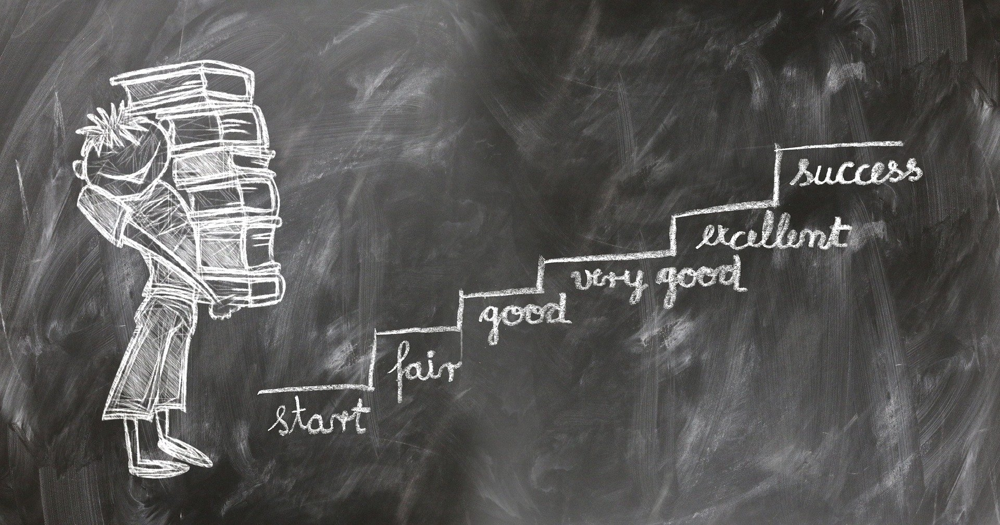 start
fair
good
very good
excellent
success